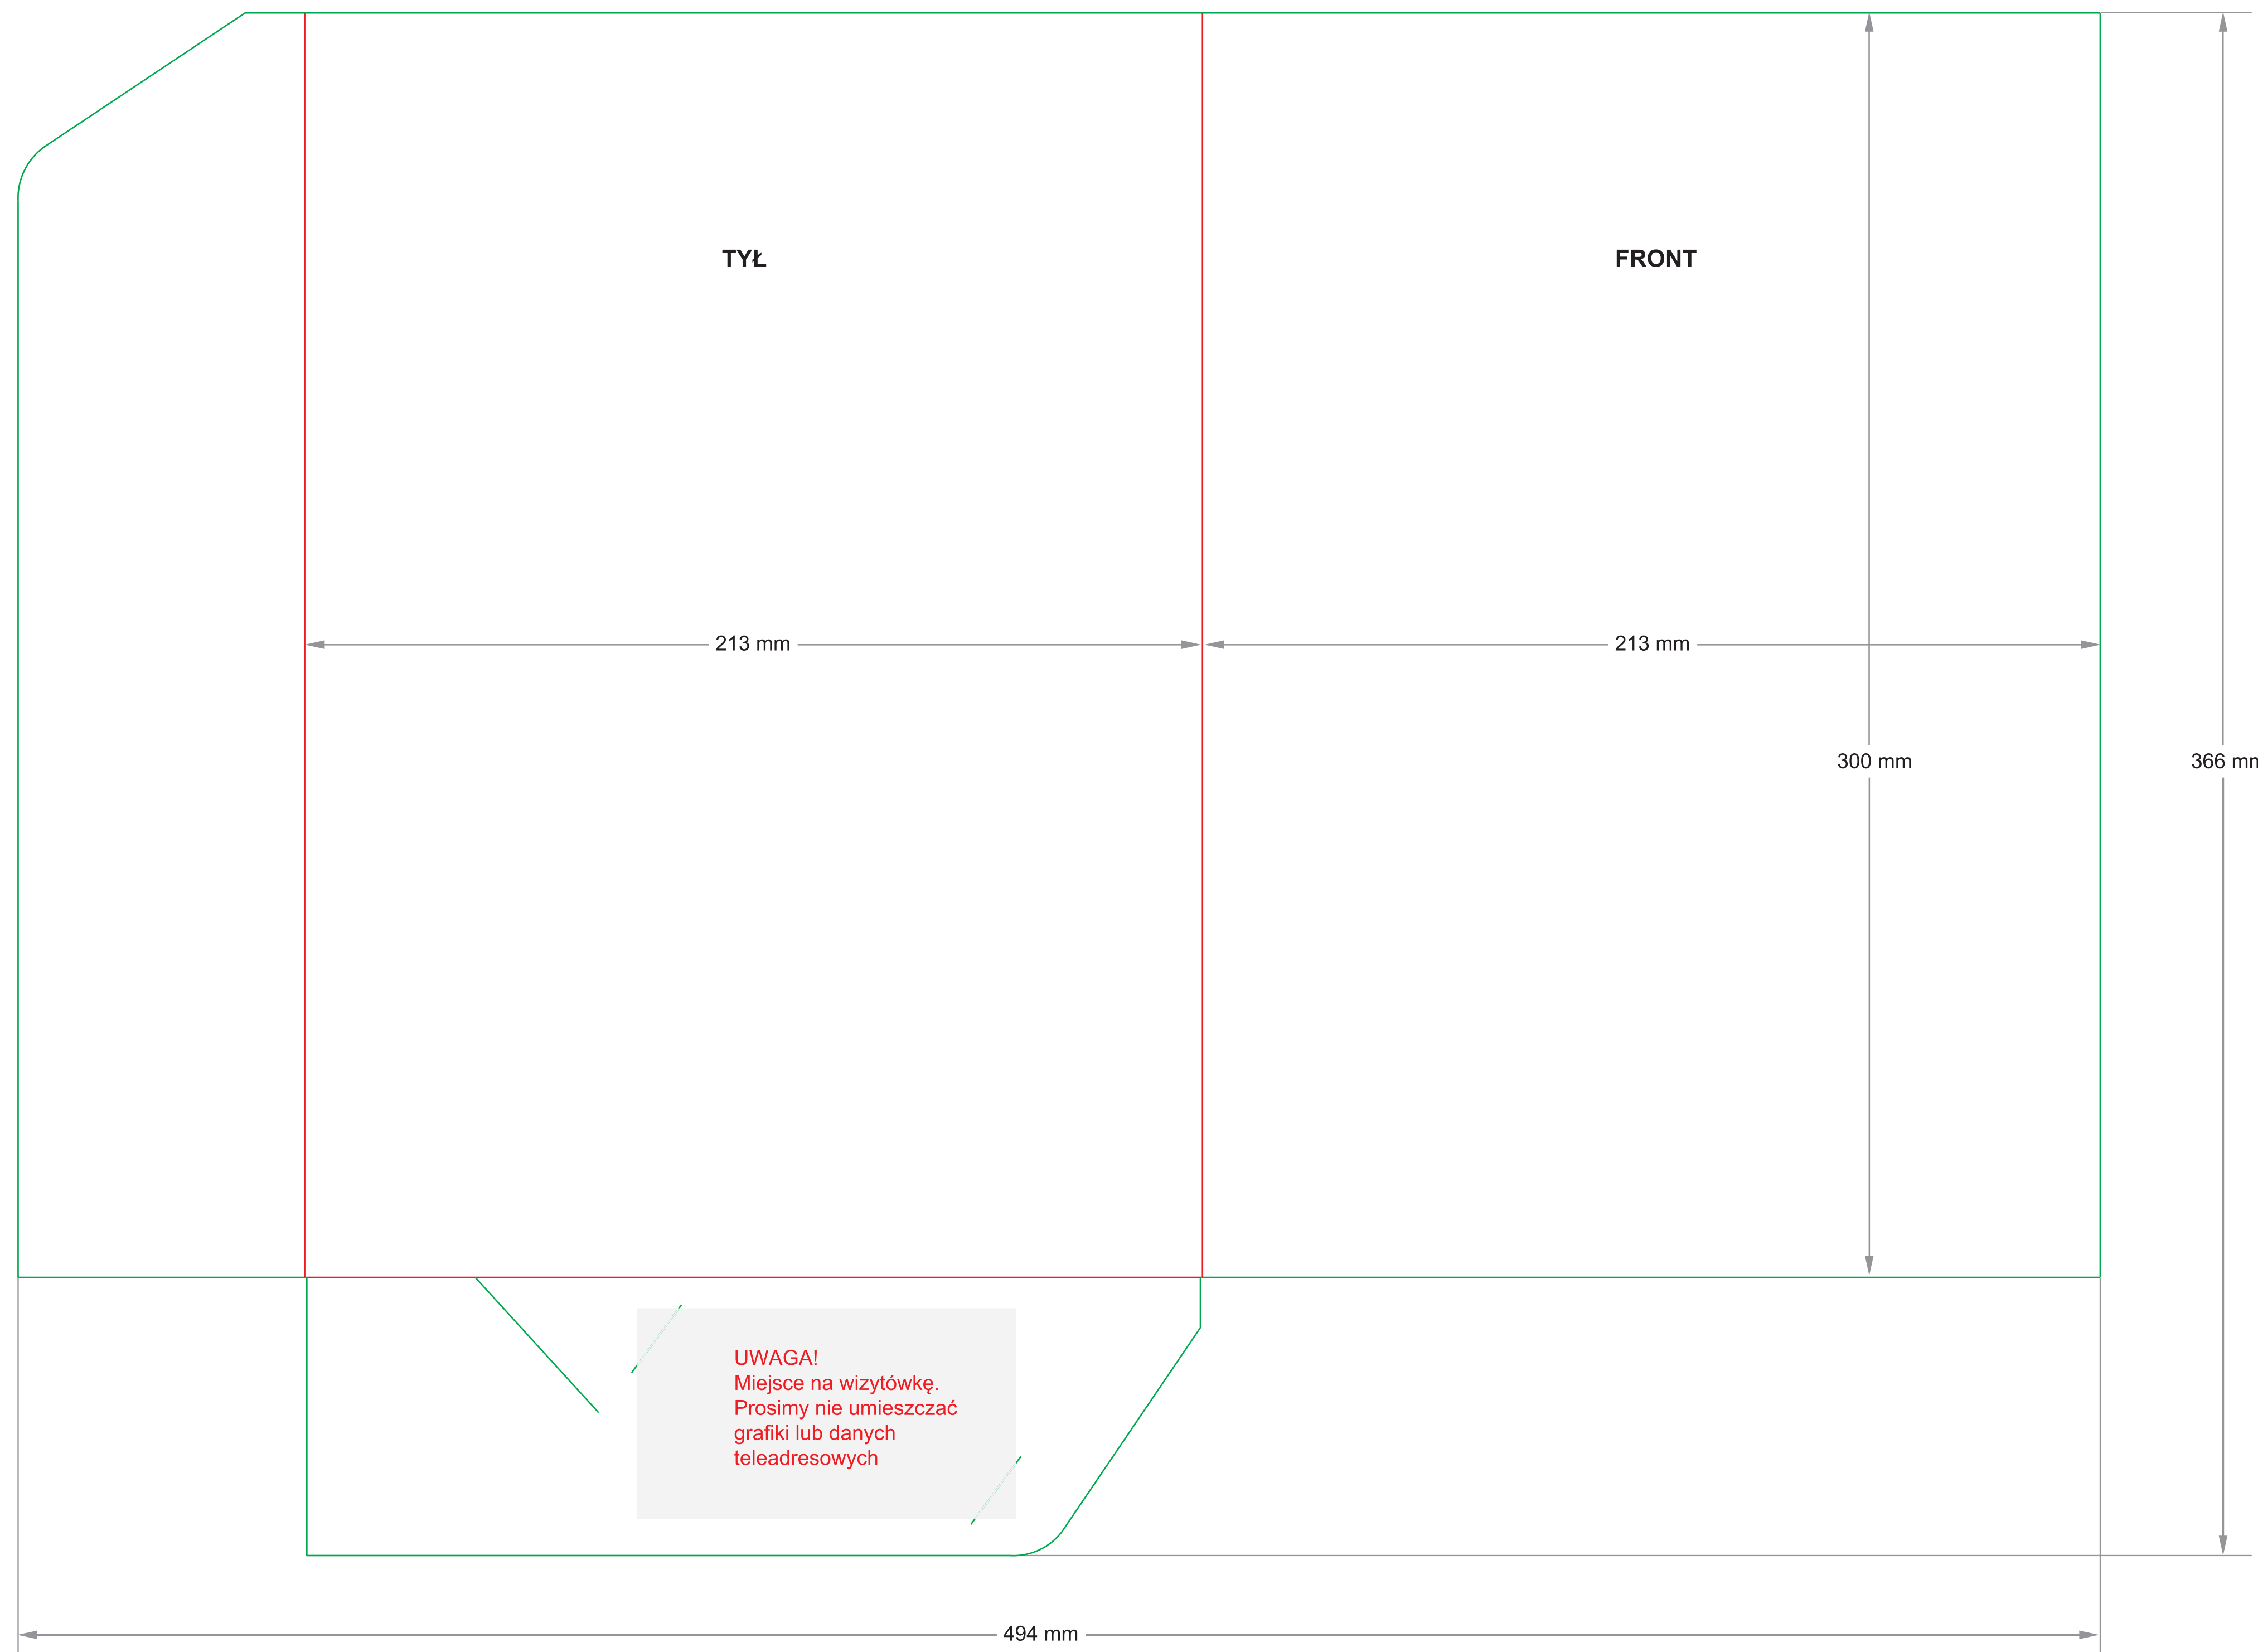 TYŁ
FRONT
213 mm
213 mm
300 mm
366 mm
UWAGA!
Miejsce na wizytówkę.
Prosimy nie umieszczać
grafiki lub danych
teleadresowych
494 mm